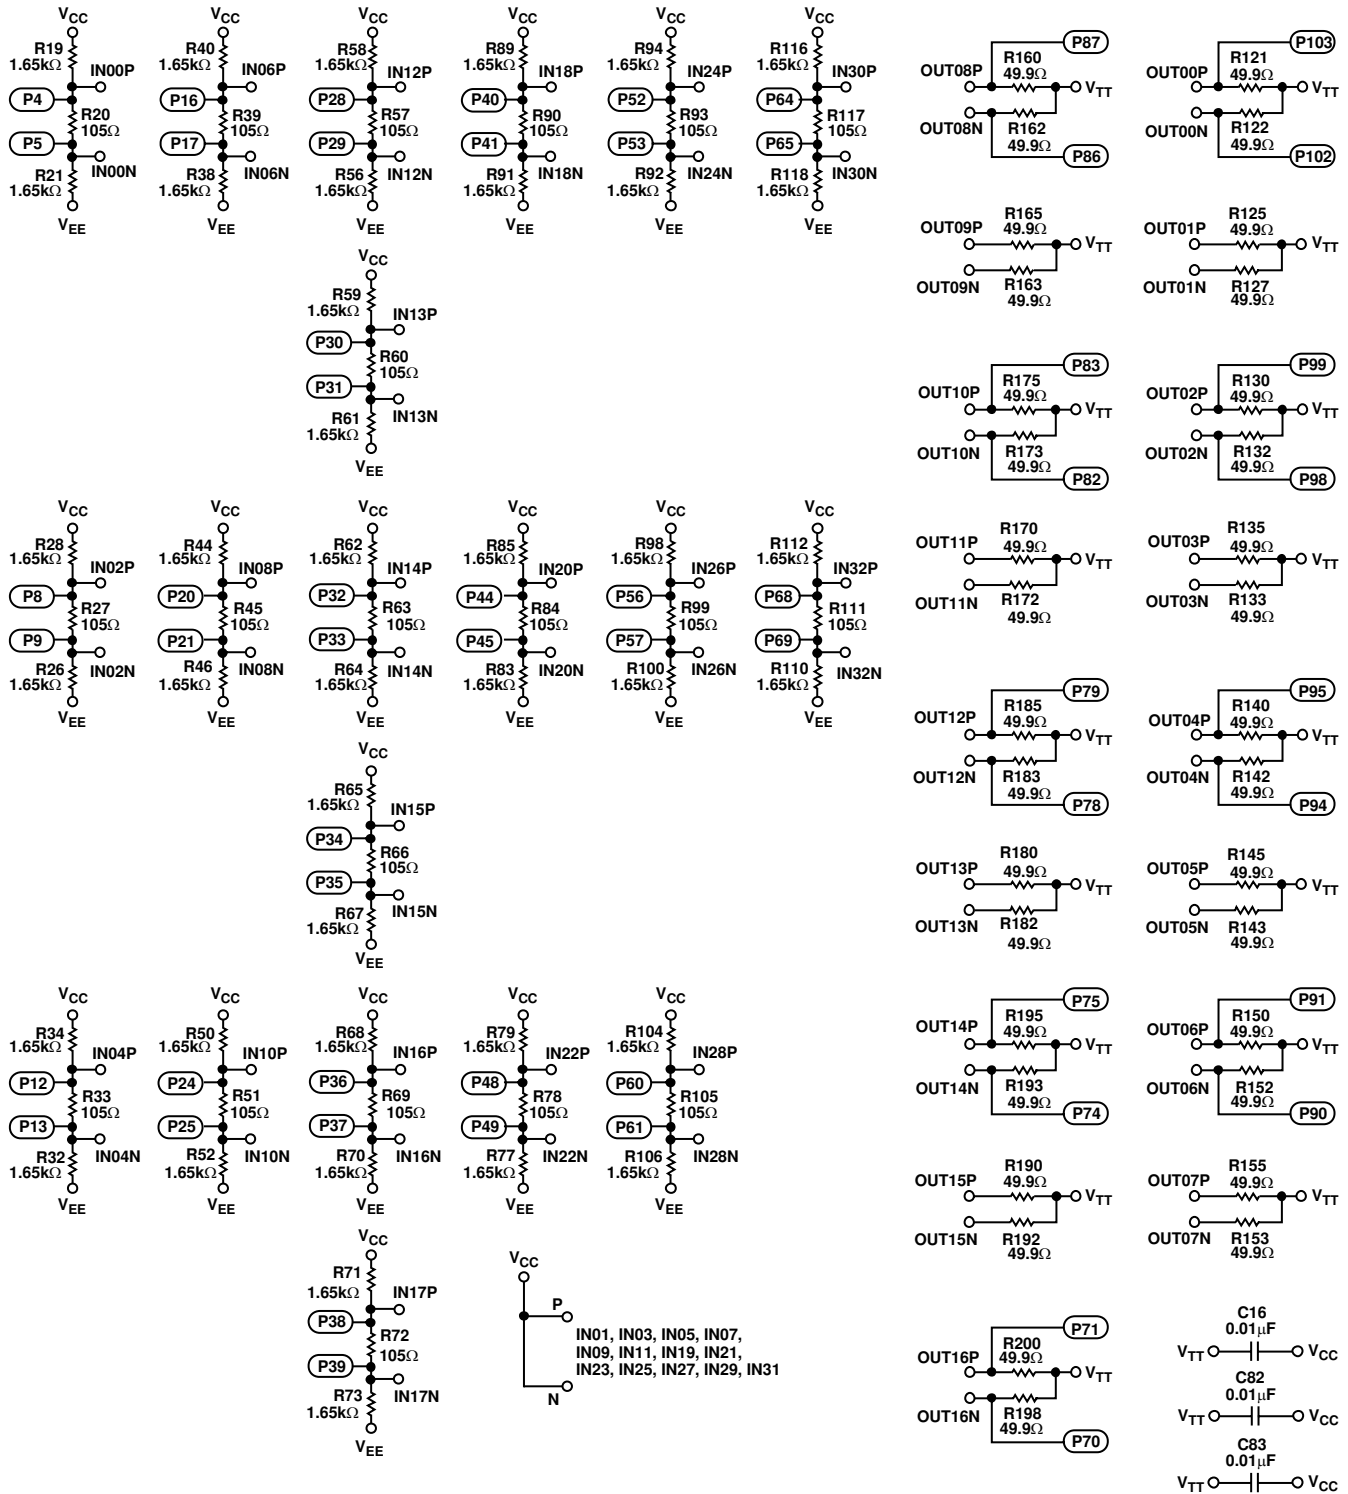 VCC
R19
1.65kΩ
IN00P
P4
R20
105Ω
P5
IN00N
R21
1.65kΩ
VEE
VCC
R40
1.65kΩ
IN06P
P16
R39
105Ω
P17
IN06N
R38
1.65kΩ
VEE
VCC
R58
1.65kΩ
IN12P
P28
R57
105Ω
P29
IN12N
R56
1.65kΩ
VEE
VCC
R89
1.65kΩ
IN18P
P40
R90
105Ω
P41
IN18N
R91
1.65kΩ
VEE
VCC
R94
1.65kΩ
IN24P
P52
R93
105Ω
P53
IN24N
R92
1.65kΩ
VEE
VCC
R116
1.65kΩ
IN30P
P64
R117
105Ω
P65
IN30N
R118
1.65kΩ
VEE
VCC
R59
1.65kΩ
IN13P
P30
R60
105Ω
P31
IN13N
R61
1.65kΩ
VEE
VCC
R28
1.65kΩ
IN02P
P8
R27
105Ω
P9
IN02N
R26
1.65kΩ
VEE
VCC
R44
1.65kΩ
IN08P
P20
R45
105Ω
P21
IN08N
R46
1.65kΩ
VEE
VCC
R62
1.65kΩ
IN14P
P32
R63
105Ω
P33
IN14N
R64
1.65kΩ
VEE
VCC
R85
1.65kΩ
IN20P
P44
R84
105Ω
P45
IN20N
R83
1.65kΩ
VEE
VCC
R98
1.65kΩ
IN26P
P56
R99
105Ω
P57
IN26N
R100
1.65kΩ
VEE
VCC
R112
1.65kΩ
IN32P
P68
R111
105Ω
P69
IN32N
R110
1.65kΩ
VEE
VCC
R65
1.65kΩ
IN15P
P34
R66
105Ω
P35
IN15N
R67
1.65kΩ
VEE
VCC
R34
1.65kΩ
IN04P
P12
R33
105Ω
P13
IN04N
R32
1.65kΩ
VEE
VCC
R50
1.65kΩ
IN10P
P24
R51
105Ω
P25
IN10N
R52
1.65kΩ
VEE
VCC
R68
1.65kΩ
IN16P
P36
R69
105Ω
P37
IN16N
R70
1.65kΩ
VEE
VCC
R79
1.65kΩ
IN22P
P48
R78
105Ω
P49
IN22N
R77
1.65kΩ
VEE
VCC
R104
1.65kΩ
IN28P
P60
R105
105Ω
P61
IN28N
R106
1.65kΩ
VEE
VCC
R71
1.65kΩ
IN17P
P38
R72
105Ω
P39
IN17N
R73
1.65kΩ
VEE
VCC
P
IN01, IN03, IN05, IN07,
IN09, IN11, IN19, IN21,
IN23, IN25, IN27, IN29, IN31
N
P87
R160
49.9Ω
OUT08P
VTT
OUT08N
R162
49.9Ω
P86
R165
49.9Ω
OUT09P
VTT
OUT09N
R163
49.9Ω
P83
R175
49.9Ω
OUT10P
VTT
OUT10N
R173
49.9Ω
P82
R170
49.9Ω
OUT11P
VTT
OUT11N
R172
49.9Ω
P79
R185
49.9Ω
OUT12P
VTT
OUT12N
R183
49.9Ω
P78
R180
49.9Ω
OUT13P
VTT
OUT13N
R182
49.9Ω
P75
R195
49.9Ω
OUT14P
VTT
OUT14N
R193
49.9Ω
P74
R190
49.9Ω
OUT15P
VTT
OUT15N
R192
49.9Ω
P71
R200
49.9Ω
OUT16P
VTT
OUT16N
R198
49.9Ω
P70
P103
R121
49.9Ω
OUT00P
VTT
OUT00N
R122
49.9Ω
P102
R125
49.9Ω
OUT01P
VTT
OUT01N
R127
49.9Ω
P99
R130
49.9Ω
OUT02P
VTT
OUT02N
R132
49.9Ω
P98
R135
49.9Ω
OUT03P
VTT
OUT03N
R133
49.9Ω
P95
R140
49.9Ω
OUT04P
VTT
OUT04N
R142
49.9Ω
P94
R145
49.9Ω
OUT05P
VTT
OUT05N
R143
49.9Ω
P91
R150
49.9Ω
OUT06P
VTT
OUT06N
R152
49.9Ω
P90
R155
49.9Ω
OUT07P
VTT
OUT07N
R153
49.9Ω
C16
0.01μF
VTT VCC
C82
0.01μF
VTT VCC
C83
0.01μF
VTT VCC